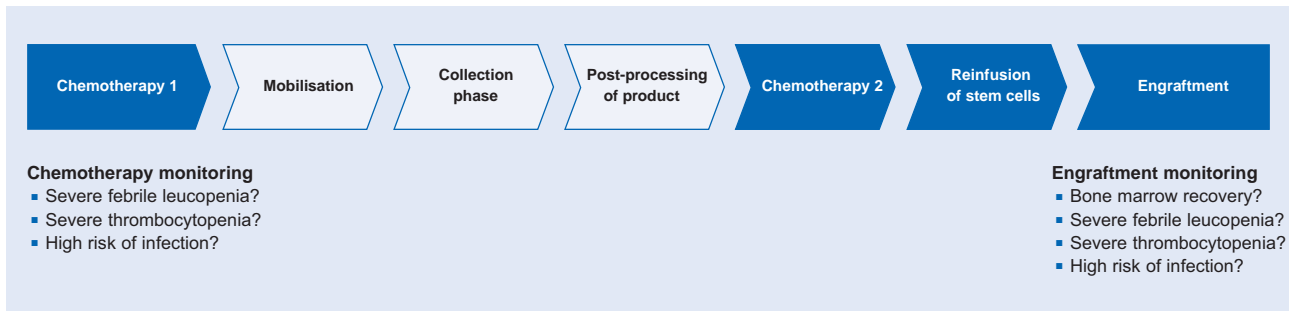 Chemotherapy 1
Mobilisation
Collection
phase
Post-processing
of product
Chemotherapy 2
Reinfusion
of stem cells
Engraftment
Chemotherapy monitoring
Severe febrile leucopenia?
Severe thrombocytopenia?
High risk of infection?
Engraftment monitoring
Bone marrow recovery?
Severe febrile leucopenia?
Severe thrombocytopenia?
High risk of infection?